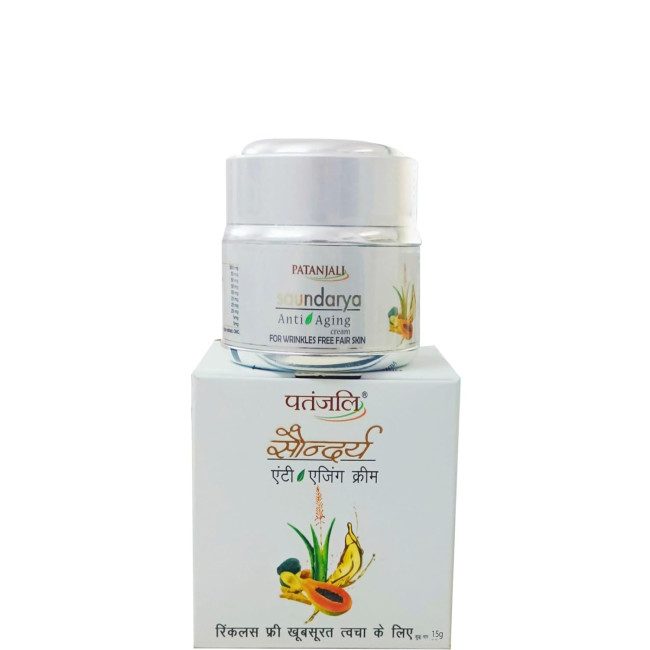 PATANJALI
saundarya
Anti Aging
cream
FOR WRINKLES FREE FAIR SKIN
पतंजलि®
सौन्दर्य
एंटी एजिंग क्रीम
रिंकलस फ्री खूबसूरत त्वचा के लिए
15g